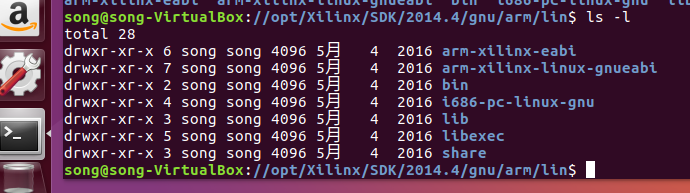 song@song-VirtualBox://opt/Xilinx/SDK/2014.4/gnu/arm/lin$ ls -l
total 28
drwxr-xr-x 6 song song 4096 5月   4  2016 arm-xilinx-eabi
drwxr-xr-x 7 song song 4096 5月   4  2016 arm-xilinx-linux-gnueabi
drwxr-xr-x 2 song song 4096 5月   4  2016 bin
drwxr-xr-x 4 song song 4096 5月   4  2016 i686-pc-linux-gnu
drwxr-xr-x 3 song song 4096 5月   4  2016 lib
drwxr-xr-x 5 song song 4096 5月   4  2016 libexec
drwxr-xr-x 3 song song 4096 5月   4  2016 share
song@song-VirtualBox://opt/Xilinx/SDK/2014.4/gnu/arm/lin$